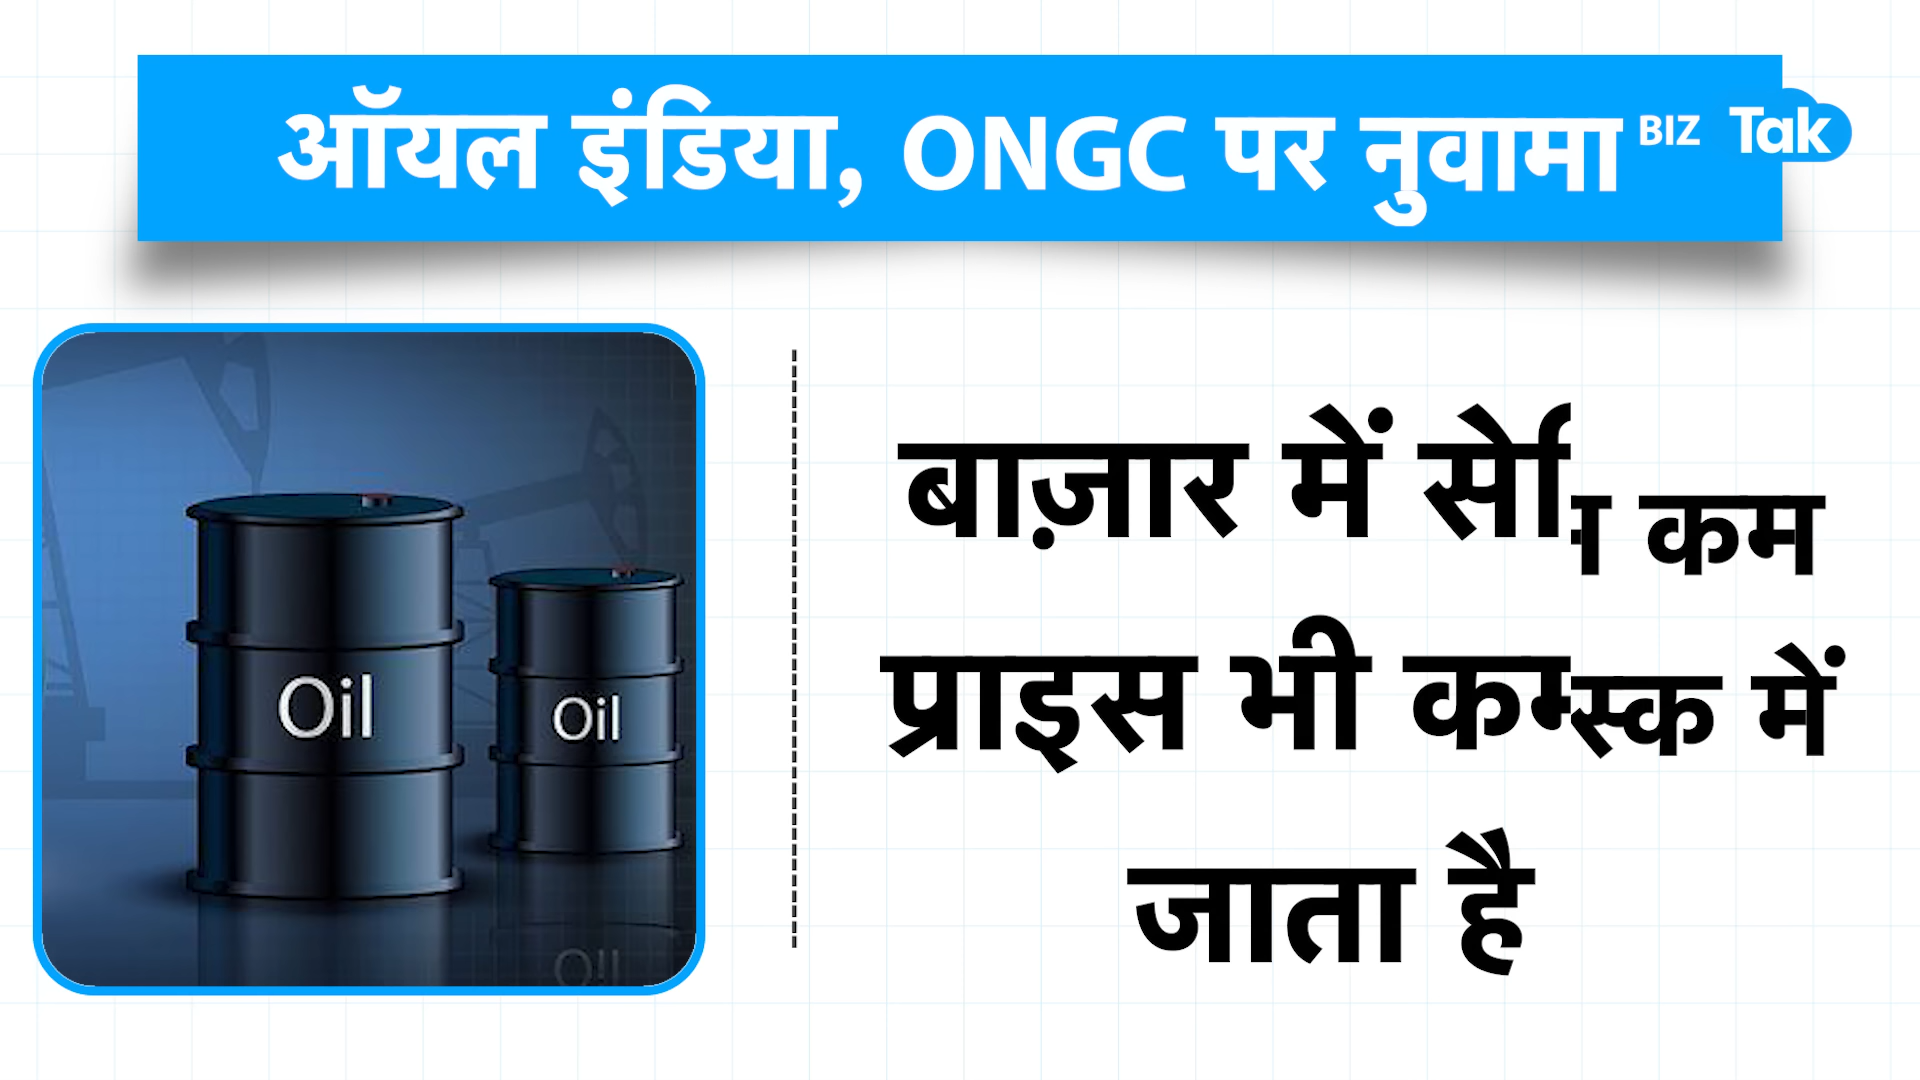 ऑयल इंडिया, ONGC पर नुवामा
BIZ Tak
Oil
Oil
बाज़ार में
कम
प्राइस भी
में
जाता है